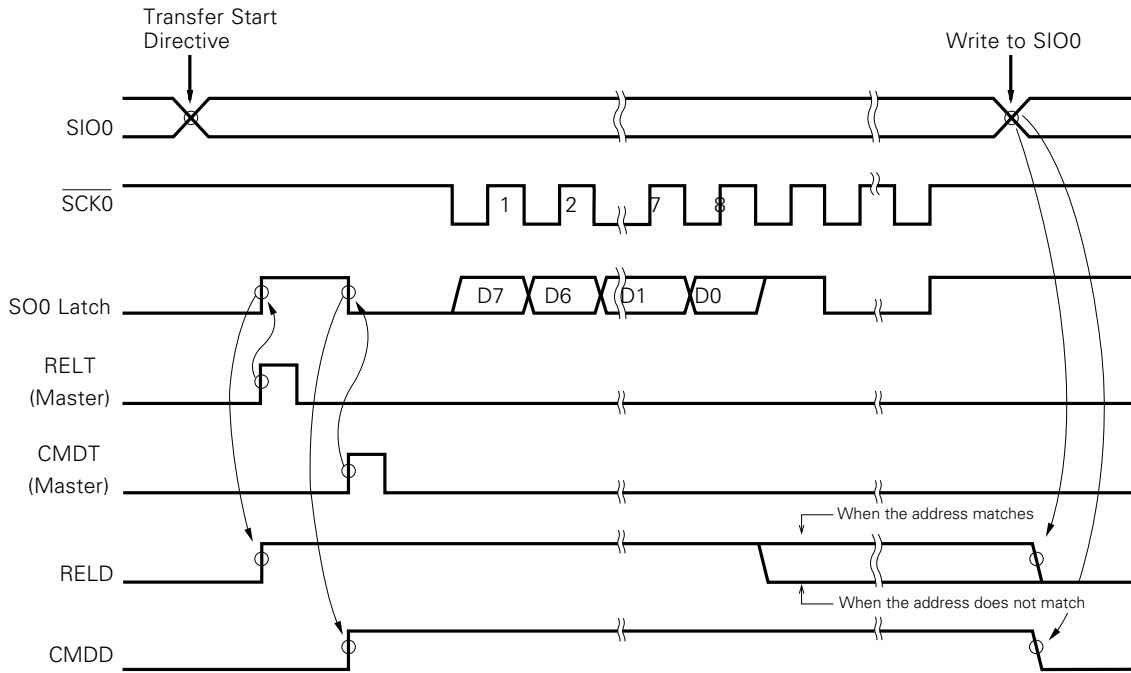 Transfer Start
Directive
Write to SIO0
SIO0
SCK0
1 2 7 8
SO0 Latch
D7 D6 D1 D0
RELT
(Master)
CMDT
(Master)
When the address matches
RELD
When the address does not match
CMDD